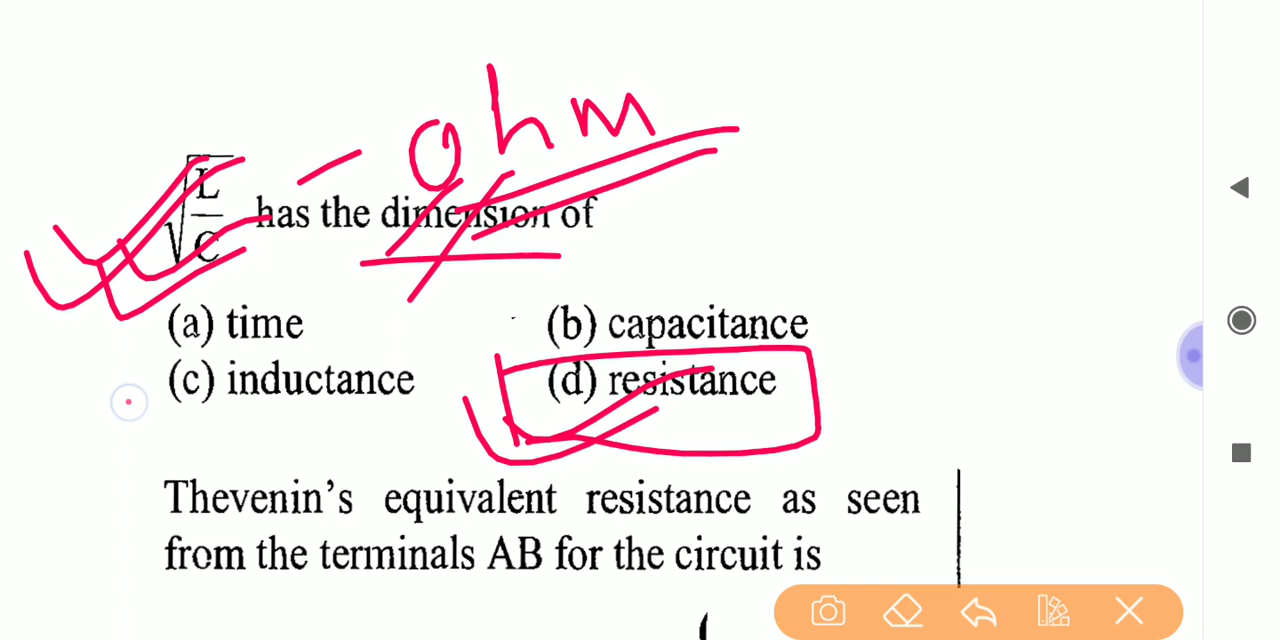 - ohm
√L/C has the dimension of
(a) time (b) capacitance
(c) inductance (d) resistance
Thevenin's equivalent resistance as seen
from the terminals AB for the circuit is